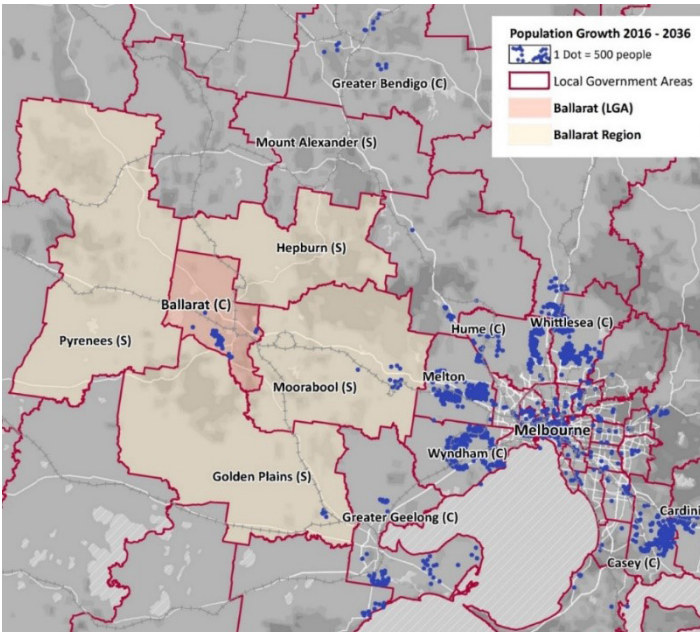 Population Growth 2016 - 2036
1 Dot = 500 people
Local Government Areas
Ballarat (LGA)
Ballarat Region
Greater Bendigo (C)
Mount Alexander (S)
Hepburn (S)
Ballarat (C)
Pyrenees (S)
Hume (C)
Whittlesea (C)
Moorabool (S)
Melton
Melbourne
Wyndham (C)
Golden Plains (S)
Greater Geelong (C)
Cardini
Casey (C)